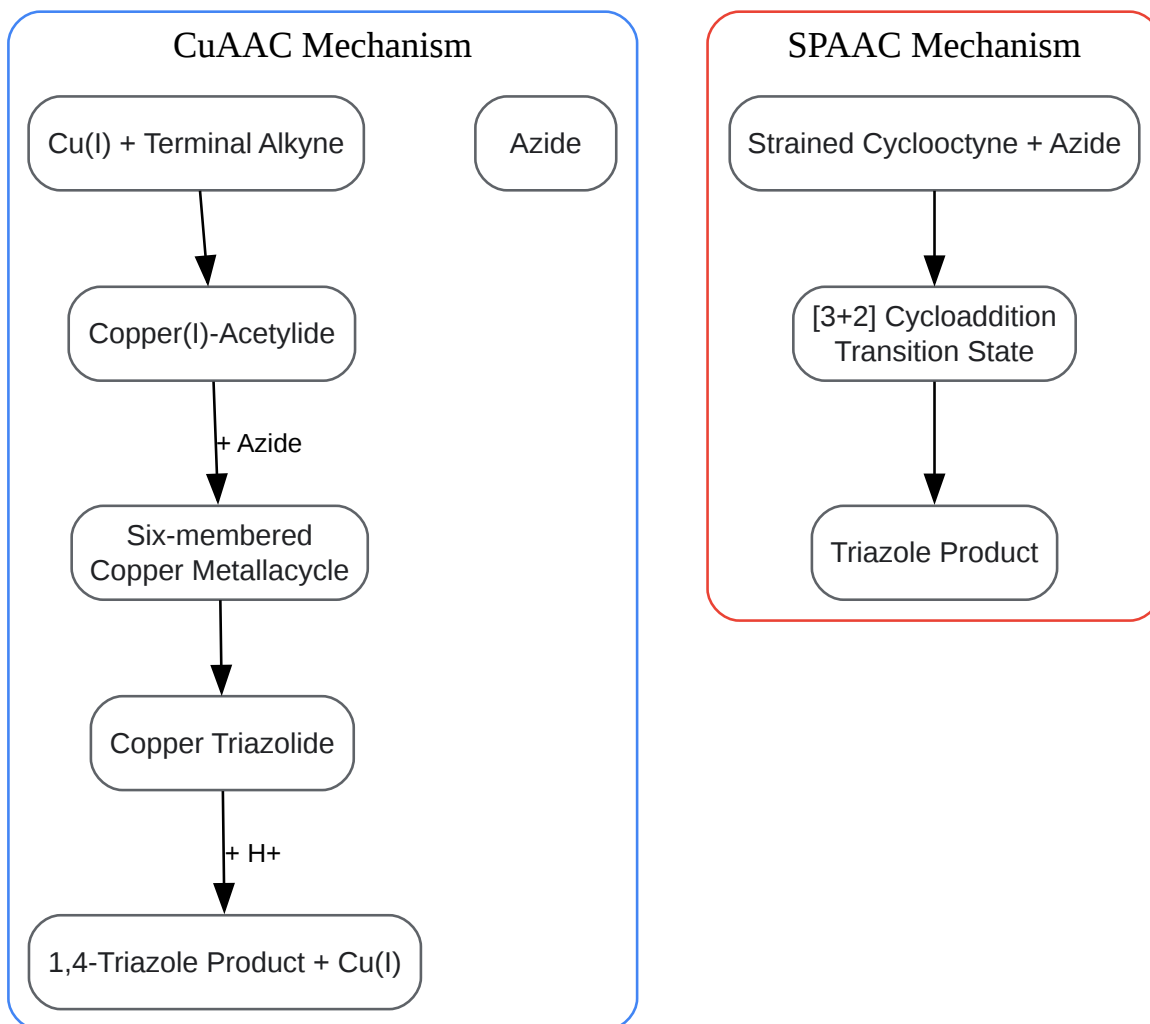 CuAAC Mechanism
Cu(I) + Terminal Alkyne
Azide
Copper(I)-Acetylide
+ Azide
Six-membered
Copper Metallacycle
Copper Triazolide
+ H+
1,4-Triazole Product + Cu(I)
SPAAC Mechanism
Strained Cyclooctyne + Azide
[3+2] Cycloaddition
Transition State
Triazole Product